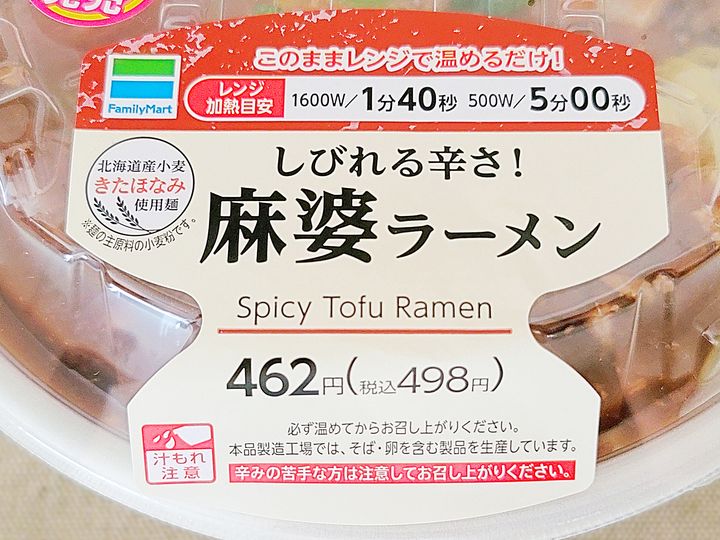 このままレンジで温めるだけ!
FamilyMart
レンジ
加熱目安
1600W/1分40秒 500W/5分00秒
北海道産小麦
きたほなみ
使用麺
※麺の主原料の小麦粉です。
しびれる辛さ!
麻婆ラーメン
Spicy Tofu Ramen
462円(税込498円)
汁もれ
注意
必ず温めてからお召し上がりください。
本品製造工場では、そば・卵を含む製品を生産しています。
辛みの苦手な方は注意してお召し上がりください。